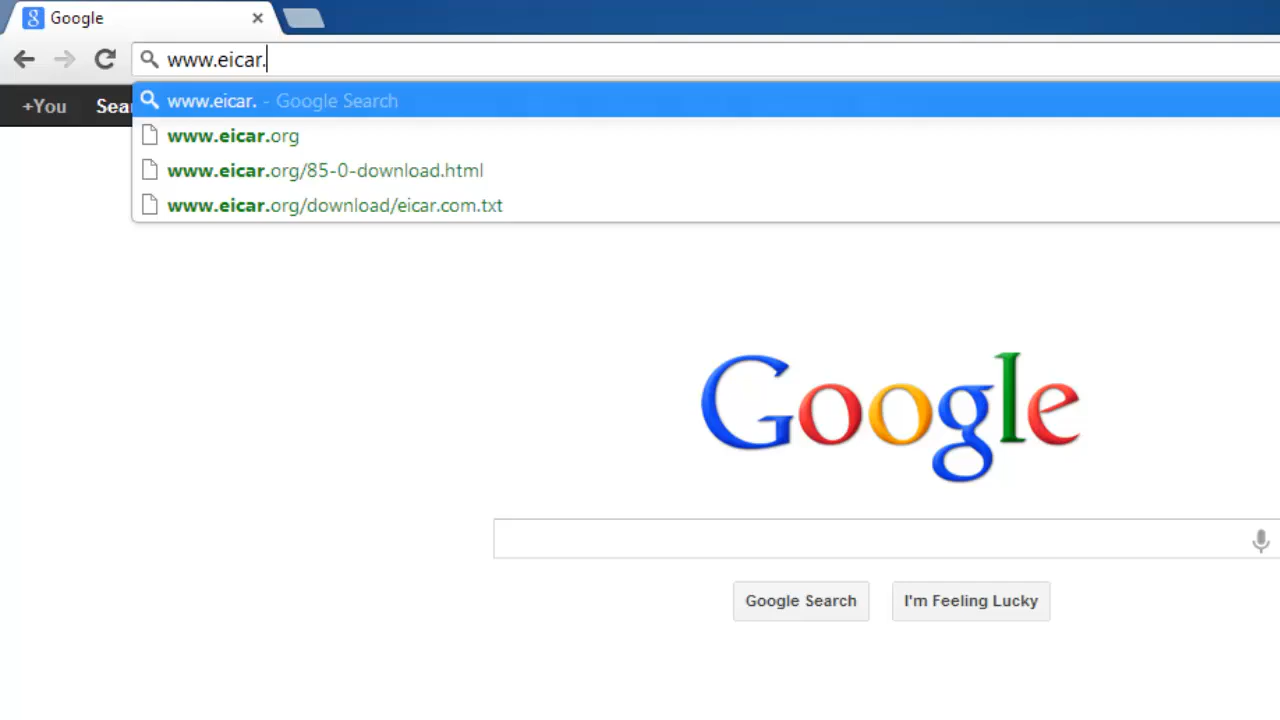 Google
www.eicar.
+You Sear
www.eicar. - Google Search
www.eicar.org
www.eicar.org/85-0-download.html
www.eicar.org/download/eicar.com.txt
Google
Google Search I'm Feeling Lucky